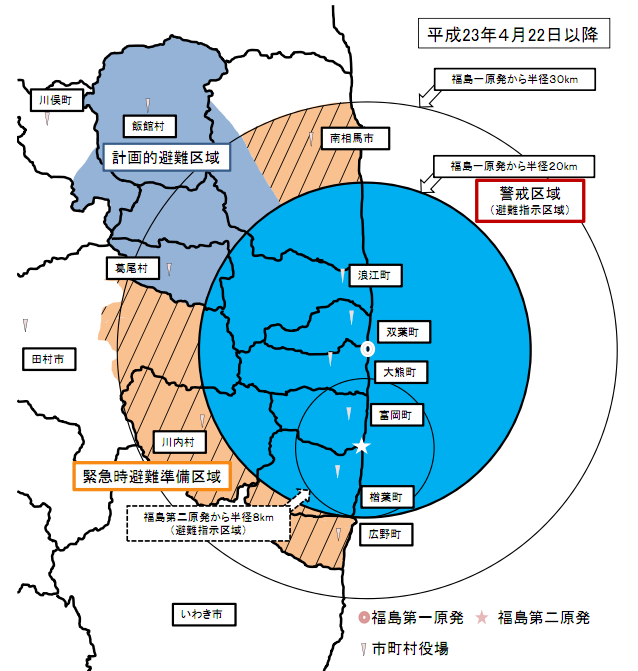 平成23年4月22日以降
福島一原発から半径30km
川俣町
飯館村
南相馬市
計画的避難区域
福島一原発から半径20km
警戒区域
（避難指示区域）
葛尾村
浪江町
双葉町
田村市
大熊町
富岡町
川内村
緊急時避難準備区域
楢葉町
福島第二原発から半径8km
（避難指示区域）
広野町
いわき市
福島第一原発
福島第二原発
市町村役場